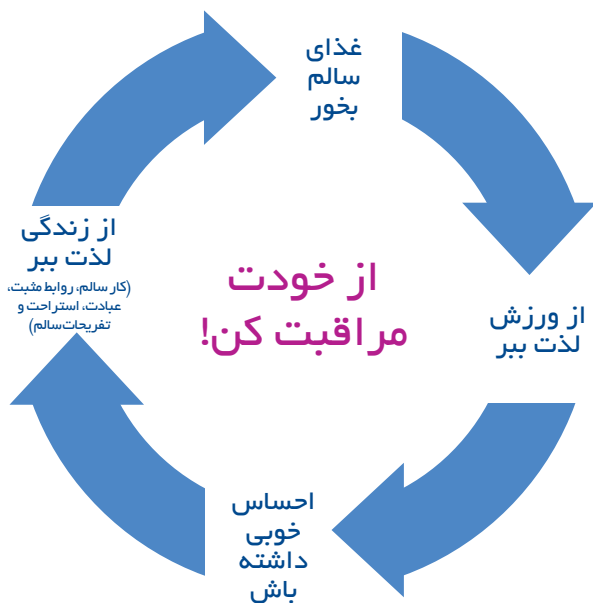 غذای
سالم
بخور
از ورزش
لذت ببر
احساس
خوبی
داشته
باش
از زندگی
لذت ببر
(کار سالم، روابط مثبت،
عبادت، استراحت و
تفریحات‌سالم)
از خودت
مراقبت کن!